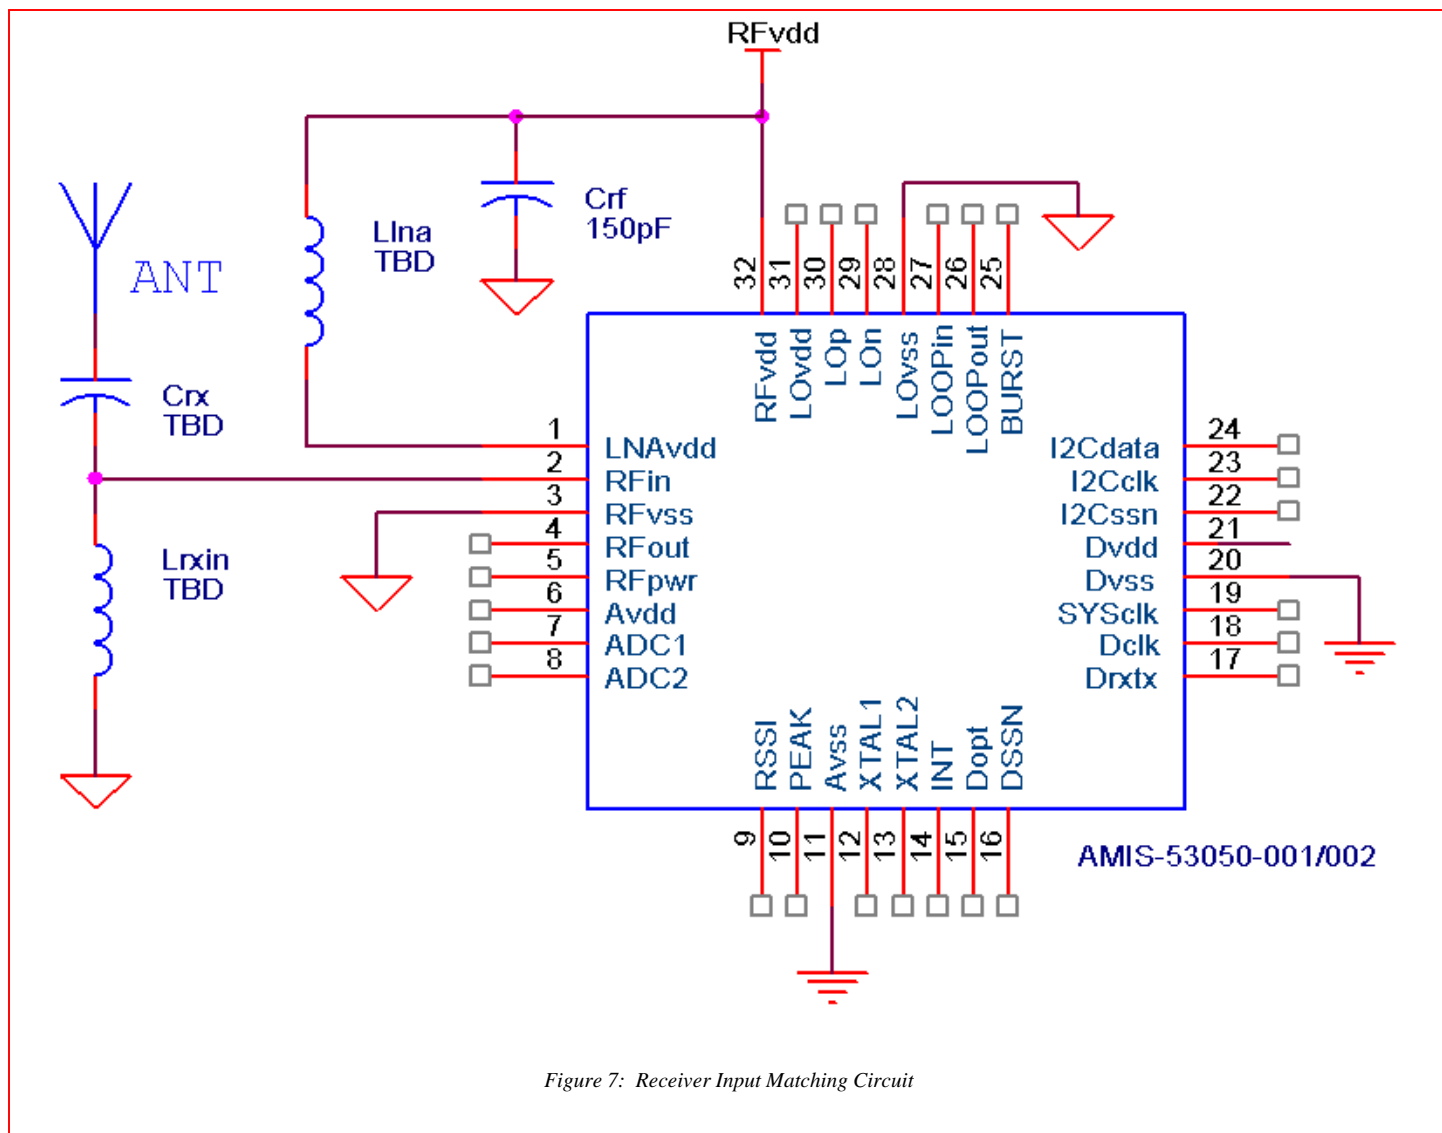 RFvdd
Crf
150pF
Llna
TBD
ANT
Crx
TBD
Lrxin
TBD
32
31
30
29
28
27
26
25
RFvdd
LOvdd
LOp
LOn
LOvss
LOOPin
LOOPout
BURST
1
LNAvdd
2
RFin
3
RFvss
4
RFout
5
RFpwr
6
Avdd
7
ADC1
8
ADC2
24
I2Cdata
23
I2Cclk
22
I2Cssn
21
Dvdd
20
Dvss
19
SYSclk
18
Dclk
17
Drxtx
RSSI
PEAK
Avss
XTAL1
XTAL2
INT
Dopt
DSSN
9
10
11
12
13
14
15
16
AMIS-53050-001/002
Figure 7: Receiver Input Matching Circuit